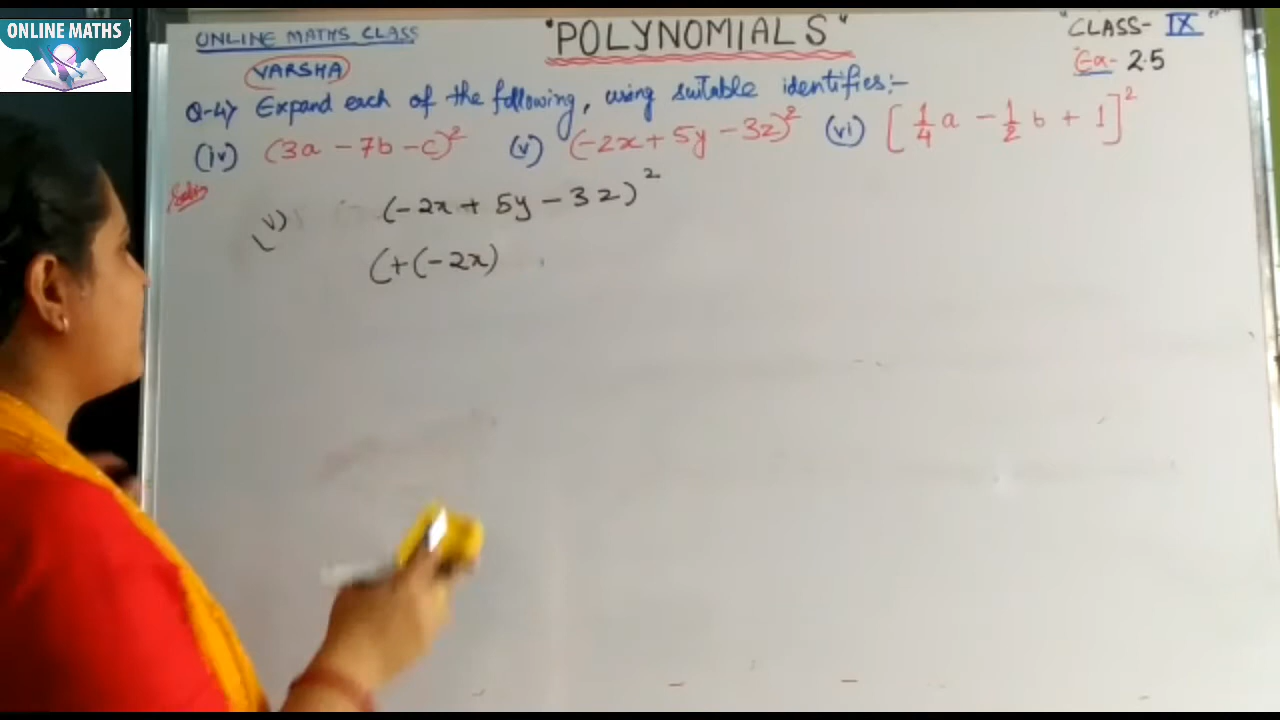 ONLINE MATHS
ONLINE MATHS CLASS
"POLYNOMIALS"
"CLASS- IX"
VARSHA
Ex- 2.5
Q-4) Expand each of the following, using suitable identifies:-
(iv) (3a - 7b - c)² (v) (-2x + 5y - 3z)² (vi) [1/4 a - 1/2 b + 1]²
Soln
(v) (-2x + 5y - 3z)²
(+(-2x)